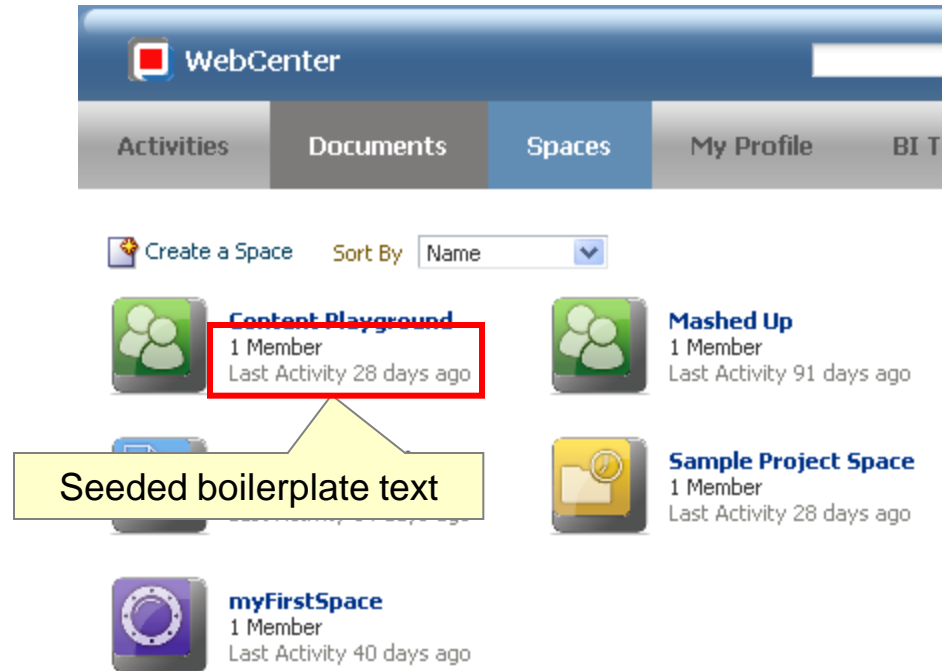 WebCenter
Activities Documents Spaces My Profile BI T
Create a Space Sort By Name
Content Playground
1 Member
Last Activity 28 days ago
Mashed Up
1 Member
Last Activity 91 days ago
Seeded boilerplate text
Sample Project Space
1 Member
Last Activity 28 days ago
myFirstSpace
1 Member
Last Activity 40 days ago